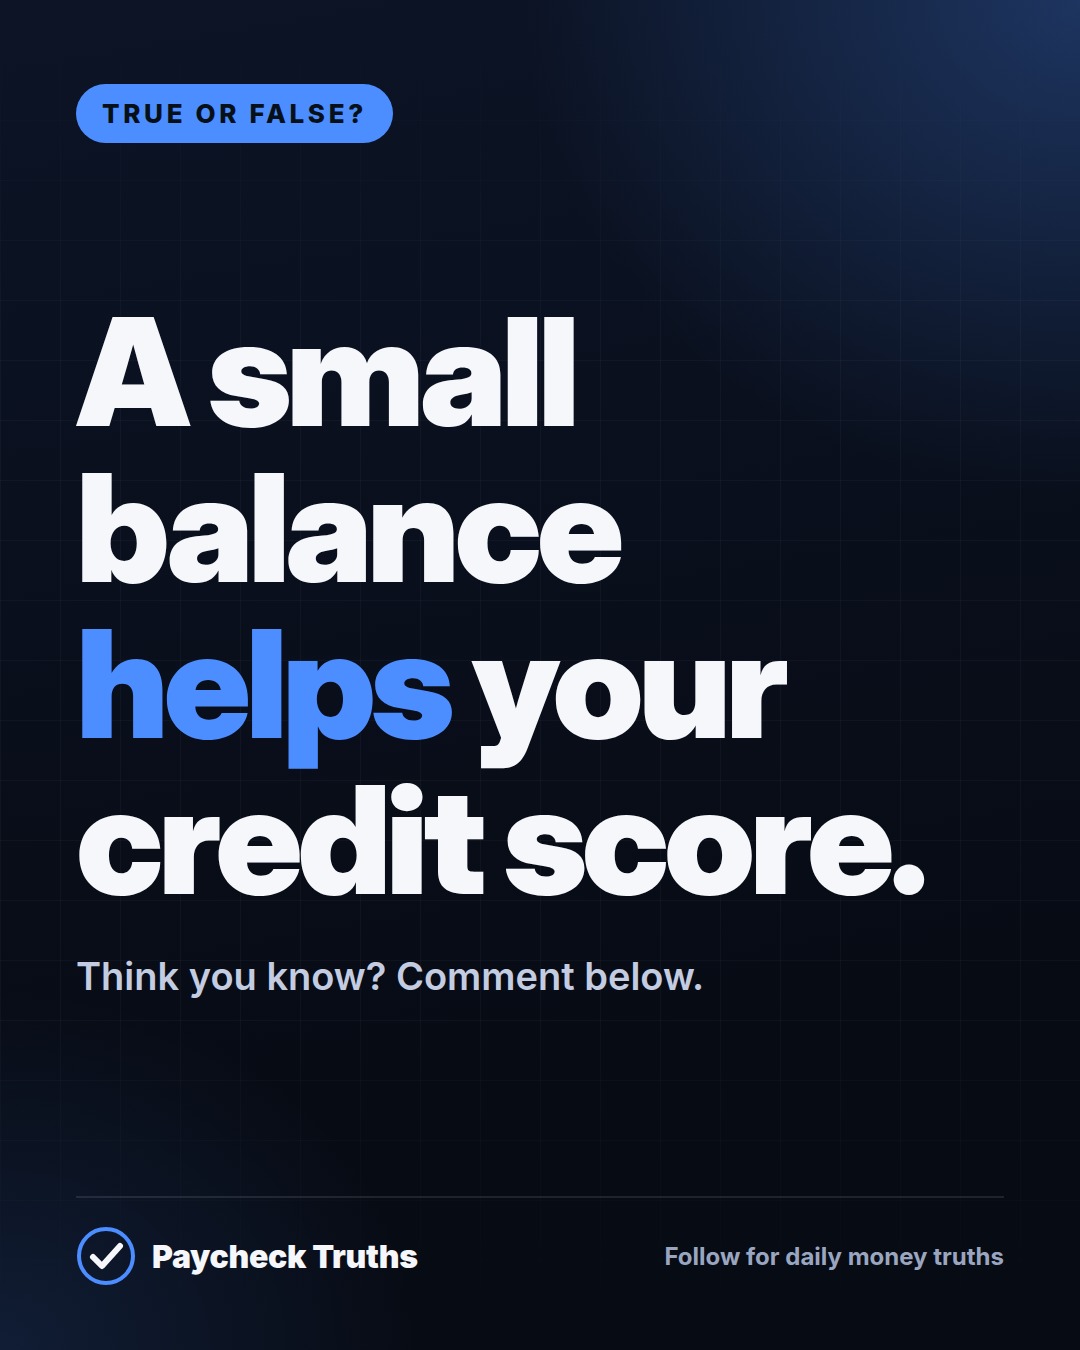 TRUE OR FALSE?
A small
balance
helps your
credit score.
Think you know? Comment below.
Paycheck Truths
Follow for daily money truths